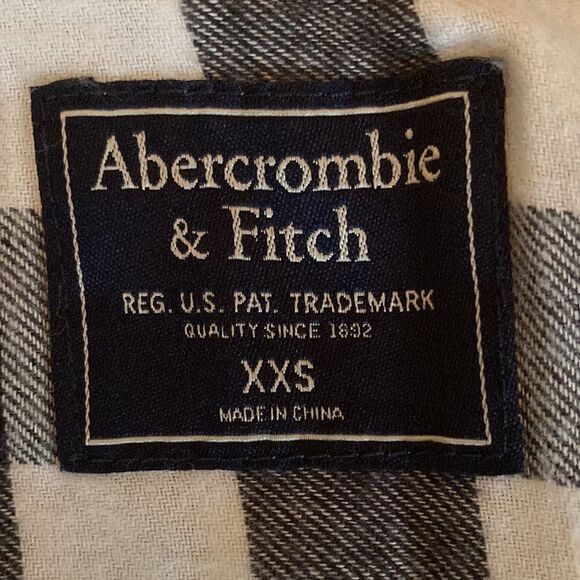 Abercrombie
& Fitch
REG. U.S. PAT. TRADEMARK
QUALITY SINCE 1892
XXS
MADE IN CHINA